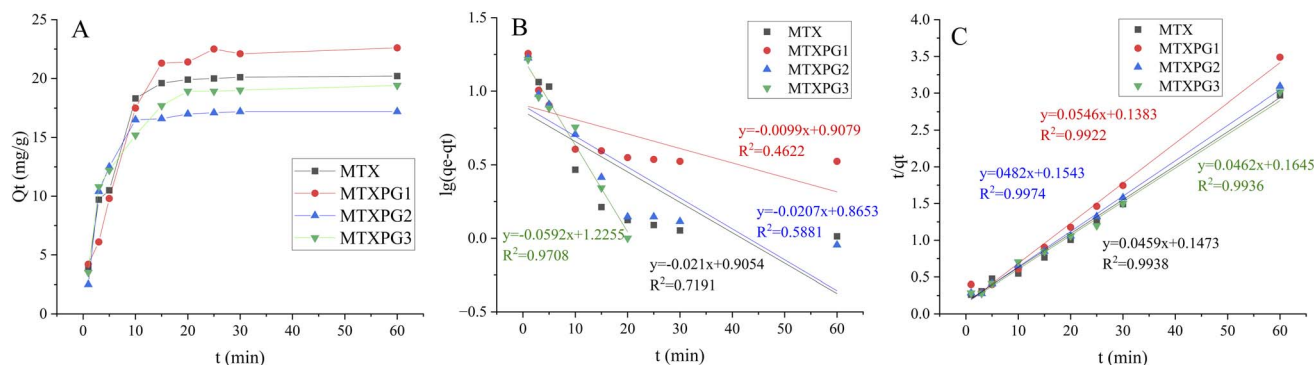 A
Qt (mg/g)
25
20
15
10
5
0
MTX
MTXPG1
MTXPG2
MTXPG3
0 10 20 30 40 50 60
t (min)
B
lg(qe-qt)
1.5
1.0
0.5
0.0
-0.5
MTX
MTXPG1
MTXPG2
MTXPG3
y=-0.0099x+0.9079
R²=0.4622
y=-0.0207x+0.8653
R²=0.5881
y=-0.0592x+1.2255
R²=0.9708
y=-0.021x+0.9054
R²=0.7191
0 10 20 30 40 50 60
t (min)
C
t/qt
4.0
3.5
3.0
2.5
2.0
1.5
1.0
0.5
0.0
MTX
MTXPG1
MTXPG2
MTXPG3
y=0.0546x+0.1383
R²=0.9922
y=0482x+0.1543
R²=0.9974
y=0.0462x+0.1645
R²=0.9936
y=0.0459x+0.1473
R²=0.9938
0 10 20 30 40 50 60
t (min)